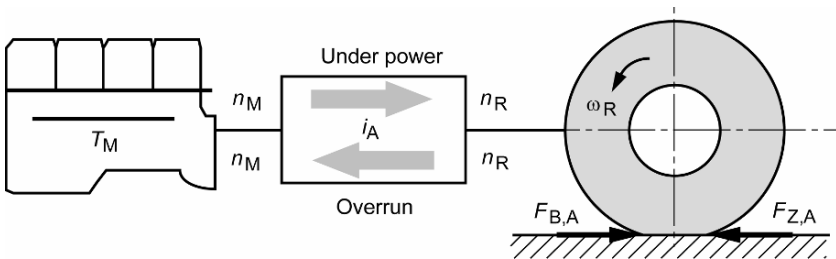 Under power
n_M
n_R
ω_R
T_M
i_A
n_M
n_R
Overrun
F_B,A
F_Z,A